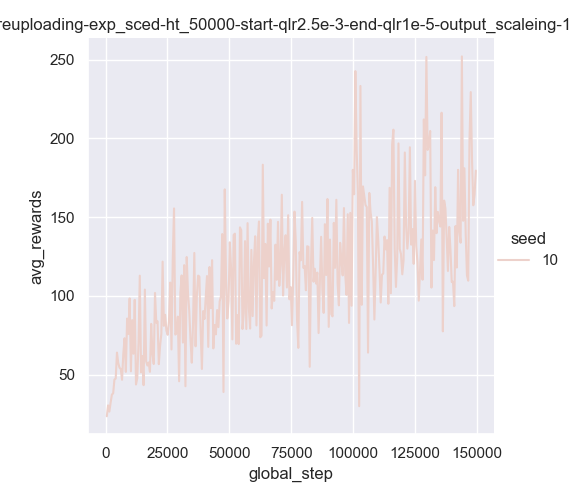 reuploading-exp_sced-ht_50000-start-qlr2.5e-3-end-qlr1e-5-output_scaleing-1
250
200
150
100
50
avg_rewards
0 25000 50000 75000 100000 125000 150000
global_step
seed
10